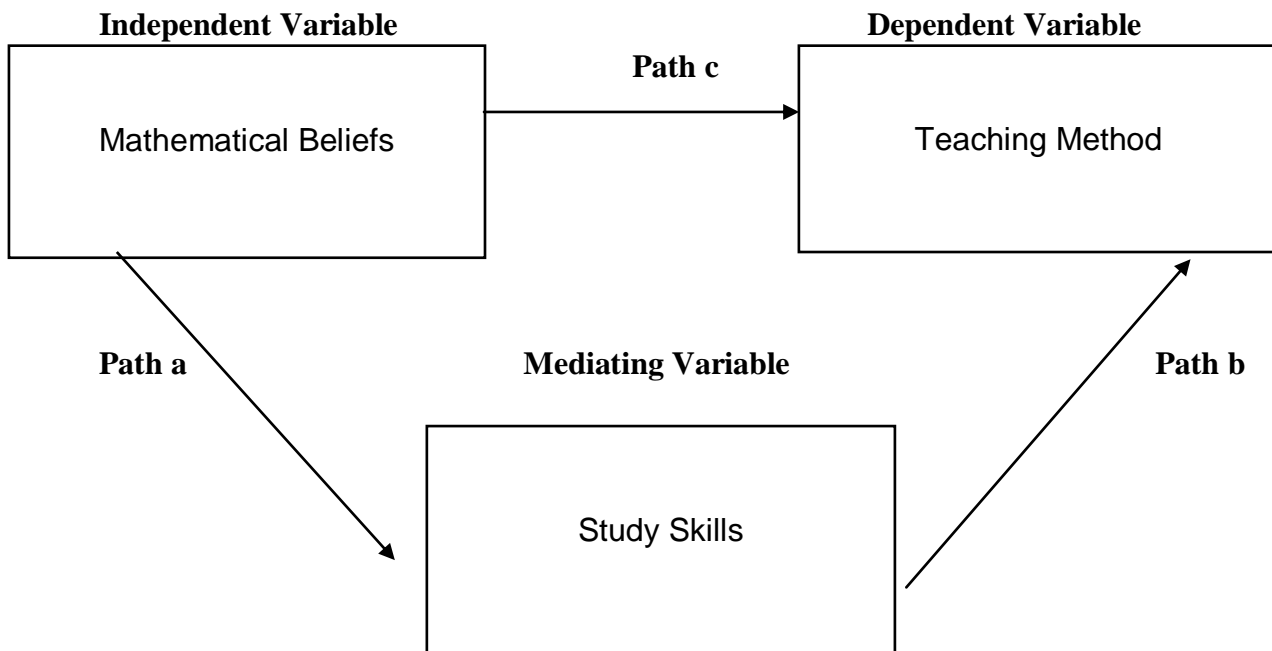 Independent Variable
Dependent Variable
Path c
Mathematical Beliefs
Teaching Method
Path a
Mediating Variable
Path b
Study Skills